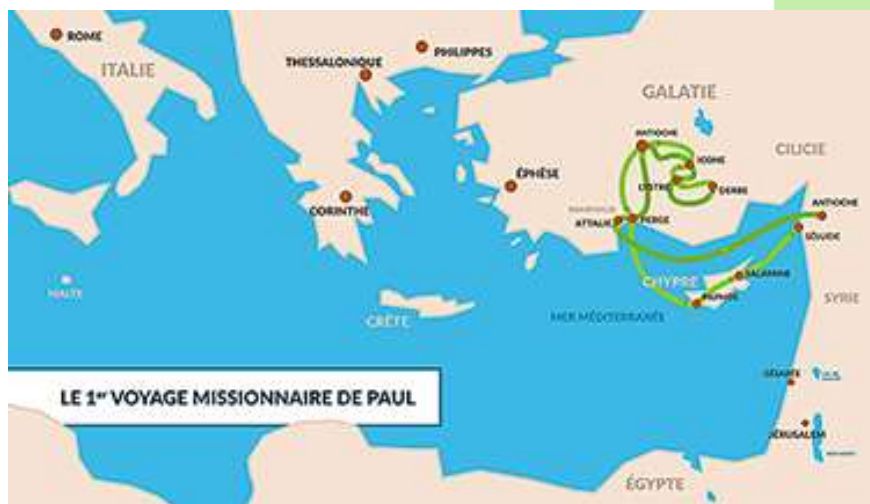 ROME
ITALIE
THESSALONIQUE
PHILIPPES
GALATIE
ANTIOCHE
ICONE
CILICIE
LYSTRE
DERBE
ÉPHÈSE
CORINTHE
ATTALIE
PERGE
ANTIOCHE
SÉLUCIE
CHYPRE
SALAMINE
PAPHOS
SYRIE
MALTE
CRÈTE
MER MÉDITERRANÉE
LE 1er VOYAGE MISSIONNAIRE DE PAUL
CÉSARÉE
JÉRUSALEM
ÉGYPTE